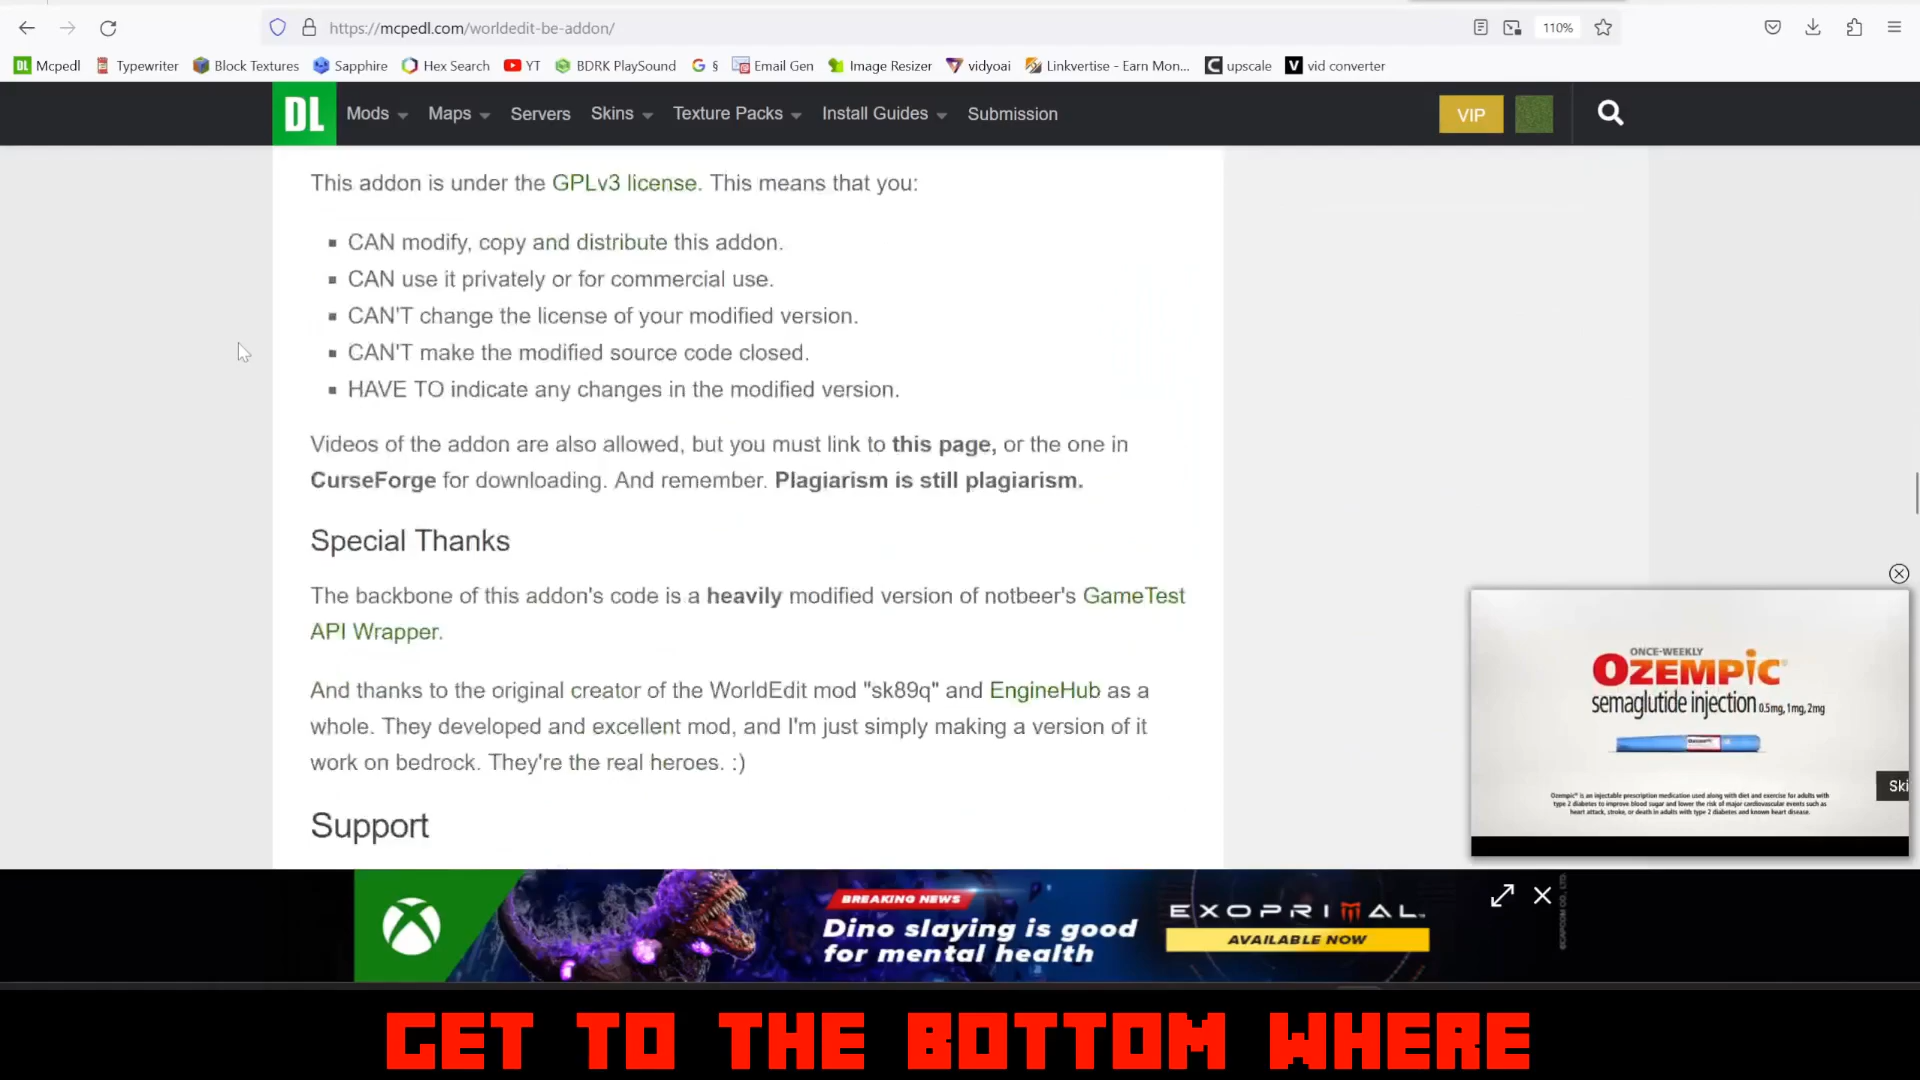 https://mcpedl.com/worldedit-be-addon/
110%
DL Mcpedl Typewriter Block Textures Sapphire Hex Search YT BDRK PlaySound G § Email Gen Image Resizer vidyoai Linkvertise - Earn Mon... upscale V vid converter
DL Mods Maps Servers Skins Texture Packs Install Guides Submission VIP
This addon is under the GPLv3 license. This means that you:
▪ CAN modify, copy and distribute this addon.
▪ CAN use it privately or for commercial use.
▪ CAN'T change the license of your modified version.
▪ CAN'T make the modified source code closed.
▪ HAVE TO indicate any changes in the modified version.
Videos of the addon are also allowed, but you must link to this page, or the one in
CurseForge for downloading. And remember. Plagiarism is still plagiarism.
Special Thanks
The backbone of this addon's code is a heavily modified version of notbeer's GameTest
API Wrapper.
And thanks to the original creator of the WorldEdit mod "sk89q" and EngineHub as a
whole. They developed and excellent mod, and I'm just simply making a version of it
work on bedrock. They're the real heroes. :)
Support
ONCE-WEEKLY
OZEMPIC®
semaglutide injection 0.5mg, 1mg, 2mg
Ski
Ozempic® is an injectable prescription medication used along with diet and exercise for adults with
type 2 diabetes to improve blood sugar and lower the risk of major cardiovascular events such as
heart attack, stroke, or death in adults with type 2 diabetes and known heart disease.
BREAKING NEWS
Dino slaying is good
for mental health
EXOPRIMAL
AVAILABLE NOW
GET TO THE BOTTOM WHERE